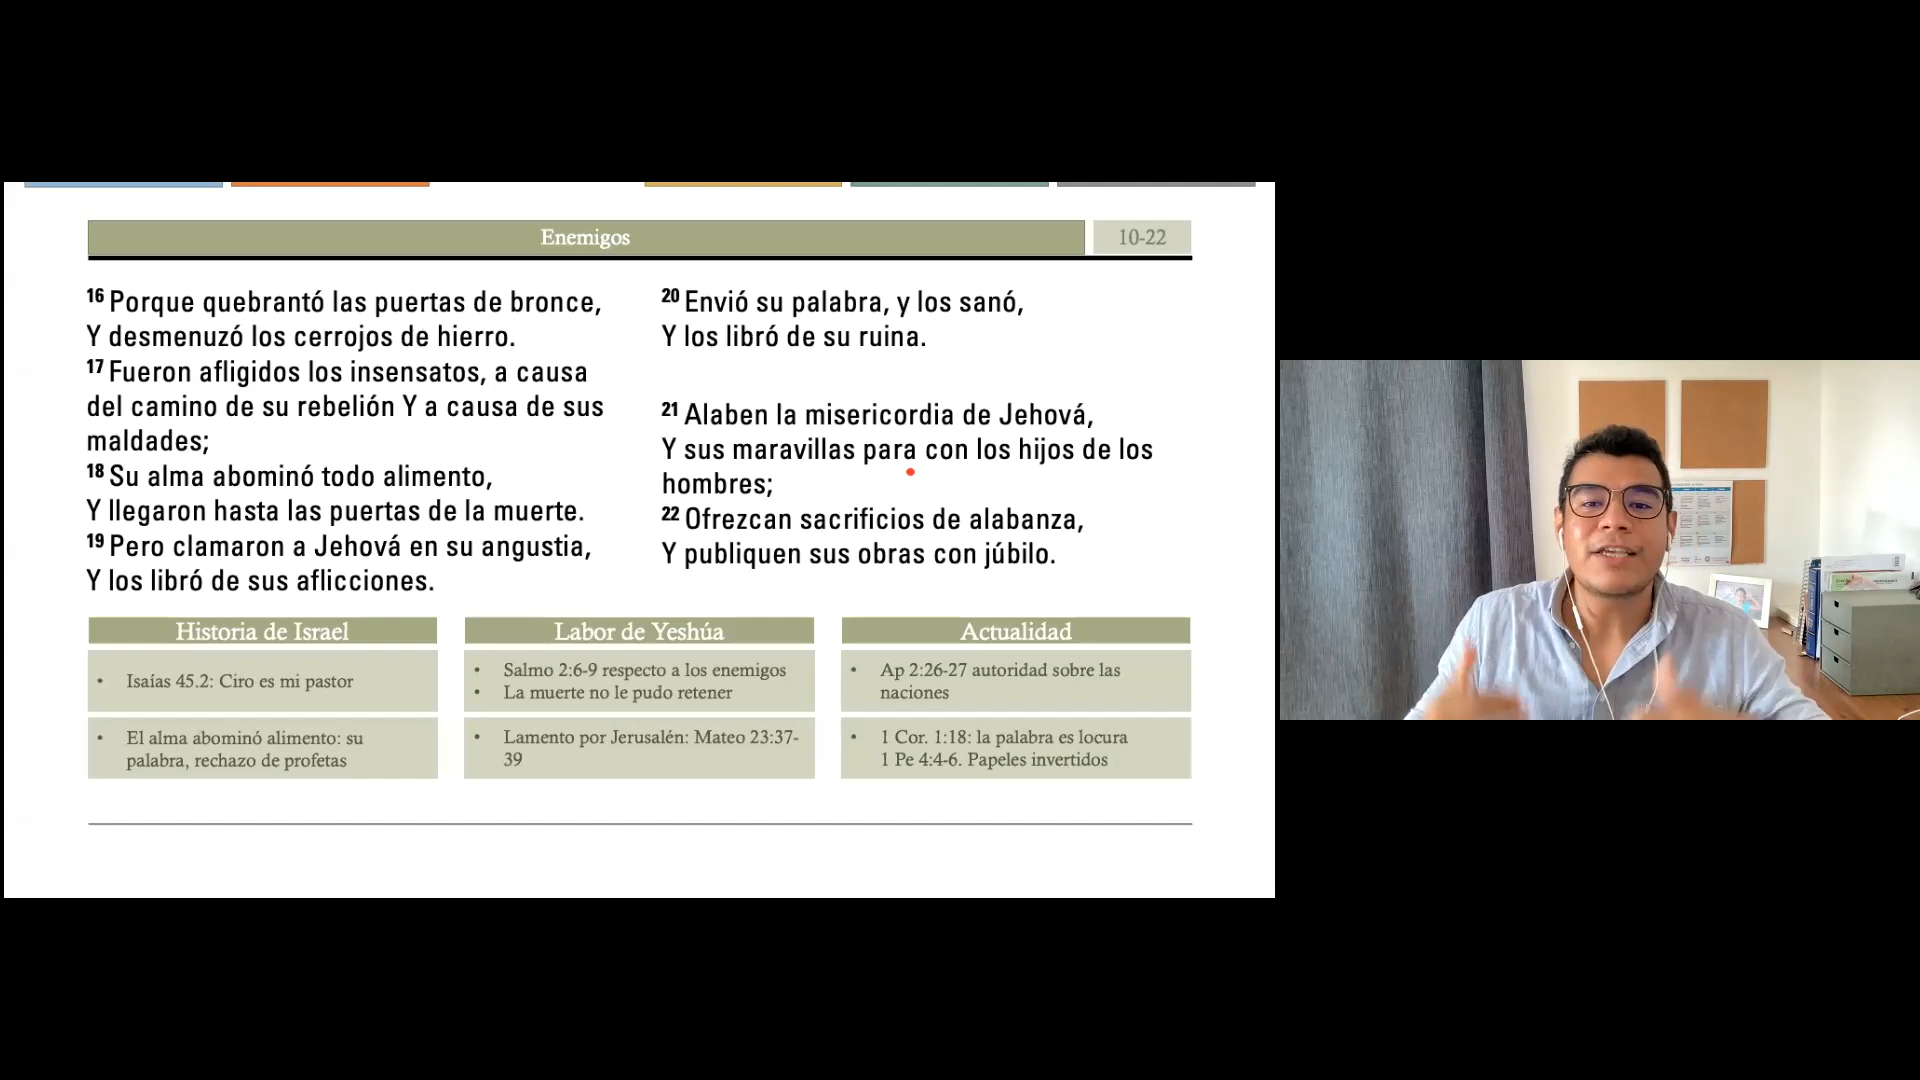 Enemigos
10-22
16 Porque quebrantó las puertas de bronce,
Y desmenuzó los cerrojos de hierro.
17 Fueron afligidos los insensatos, a causa
del camino de su rebelión Y a causa de sus
maldades;
18 Su alma abominó todo alimento,
Y llegaron hasta las puertas de la muerte.
19 Pero clamaron a Jehová en su angustia,
Y los libró de sus aflicciones.
20 Envió su palabra, y los sanó,
Y los libró de su ruina.
21 Alaben la misericordia de Jehová,
Y sus maravillas para con los hijos de los
hombres;
22 Ofrezcan sacrificios de alabanza,
Y publiquen sus obras con júbilo.
Historia de Israel
• Isaías 45.2: Ciro es mi pastor
• El alma abominó alimento: su
palabra, rechazo de profetas
Labor de Yeshúa
• Salmo 2:6-9 respecto a los enemigos
• La muerte no le pudo retener
• Lamento por Jerusalén: Mateo 23:37-
39
Actualidad
• Ap 2:26-27 autoridad sobre las
naciones
• 1 Cor. 1:18: la palabra es locura
1 Pe 4:4-6. Papeles invertidos